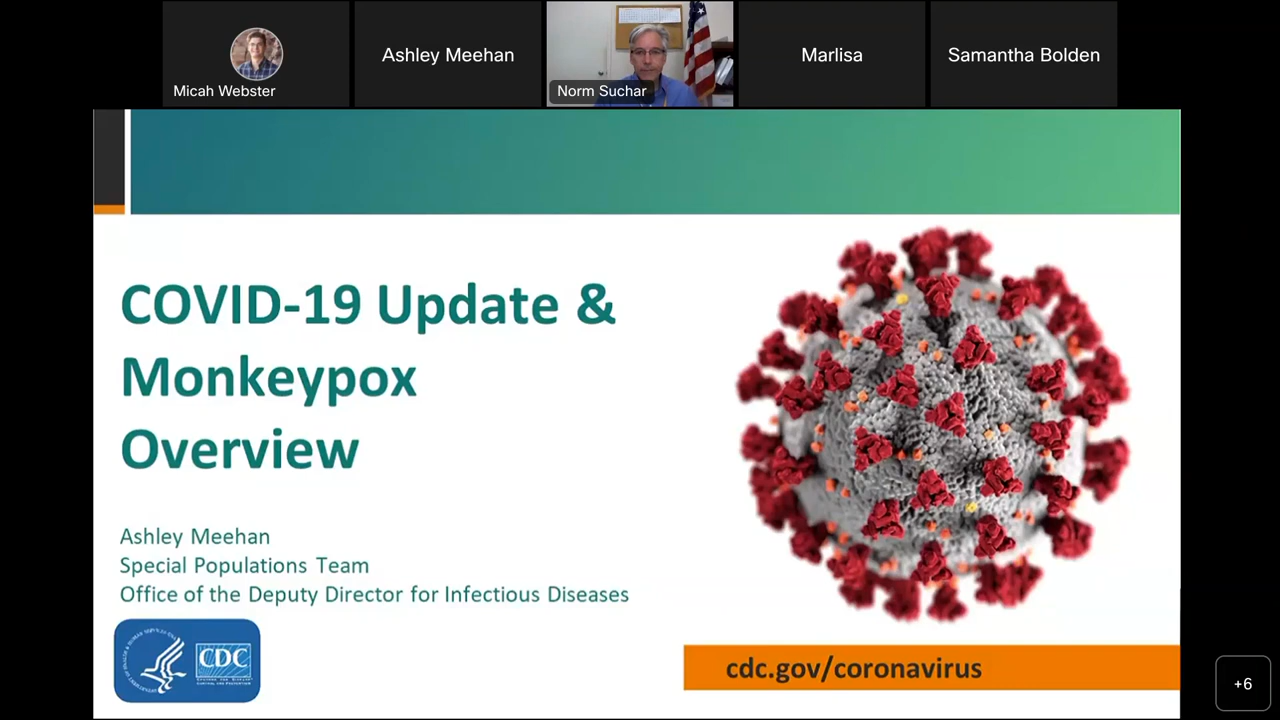 Micah Webster
Ashley Meehan
Norm Suchar
Marlisa
Samantha Bolden
COVID-19 Update &
Monkeypox
Overview
Ashley Meehan
Special Populations Team
Office of the Deputy Director for Infectious Diseases
CDC
cdc.gov/coronavirus
+6